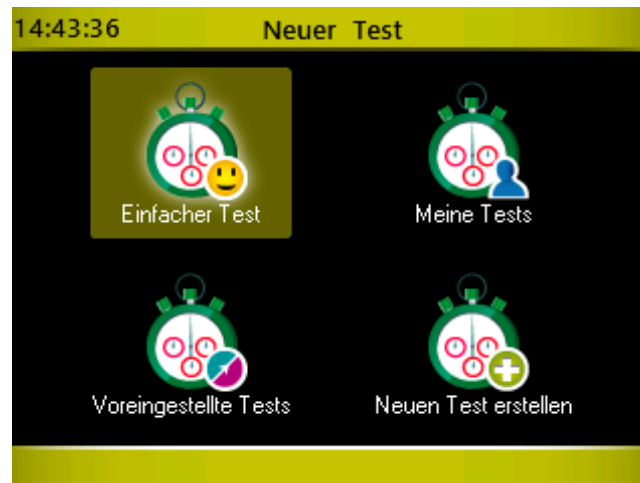 14:43:36 Neuer Test
Einfacher Test
Meine Tests
Voreingestellte Tests
Neuen Test erstellen